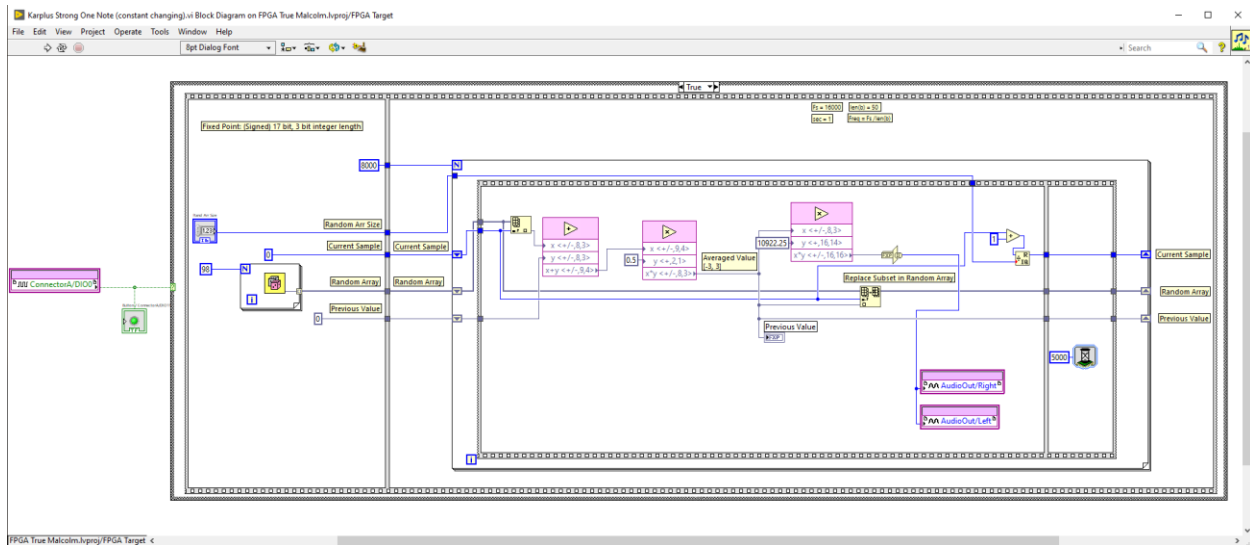 Karplus Strong One Note (constant changing).vi Block Diagram on FPGA True Malcolm.lvproj/FPGA Target
File Edit View Project Operate Tools Window Help
8pt Dialog Font
Search
True
Fs = 16000
len(b) = 50
sec = 1
Freq = Fs /len(b)
Fixed Point: (Signed) 17 bit, 3 bit integer length
8000
N
Random Arr Size
Current Sample
Current Sample
0
98
N
i
Random Array
Random Array
Previous Value
0
ConnectorA/DIO0
x <+/-,8,3>
y <+/-,8,3>
x+y <+/-,9,4>
0.5
x <+/-,9,4>
y <+,2,1>
x*y <+/-,8,3>
Averaged Value
[-3, 3]
10922.25
x <+/-,8,3>
y <+,16,14>
x*y <+/-,16,16>
FXP
1
Replace Subset in Random Array
Previous Value
FXP
AudioOut/Right
AudioOut/Left
5000
Current Sample
Random Array
Previous Value
i
FPGA True Malcolm.lvproj/FPGA Target